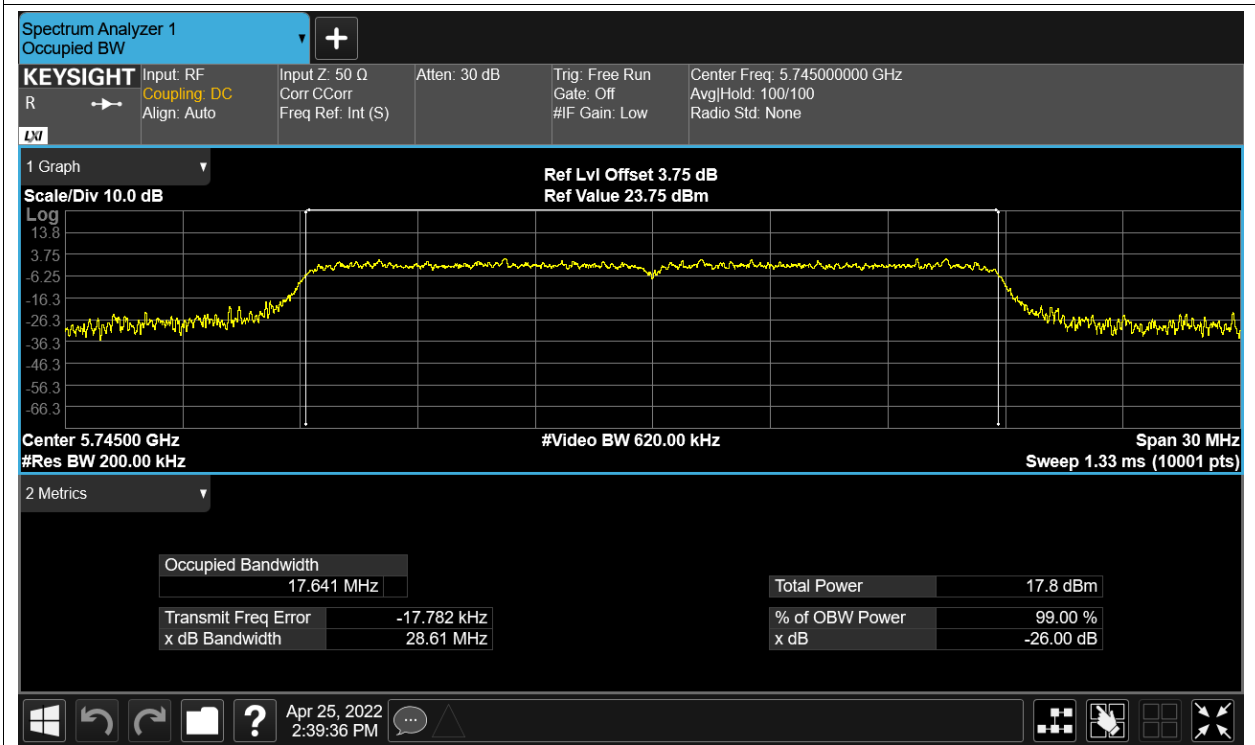 Spectrum Analyzer 1
Occupied BW
KEYSIGHT
R
LXI
Input: RF
Coupling: DC
Align: Auto
Input Z: 50 Ω
Corr CCorr
Freq Ref: Int (S)
Atten: 30 dB
Trig: Free Run
Gate: Off
#IF Gain: Low
Center Freq: 5.745000000 GHz
Avg|Hold: 100/100
Radio Std: None
1 Graph
Scale/Div 10.0 dB
Ref Lvl Offset 3.75 dB
Ref Value 23.75 dBm
Log
13.8
3.75
-6.25
-16.3
-26.3
-36.3
-46.3
-56.3
-66.3
Center 5.74500 GHz
#Video BW 620.00 kHz
Span 30 MHz
#Res BW 200.00 kHz
Sweep 1.33 ms (10001 pts)
2 Metrics
Occupied Bandwidth
17.641 MHz
Total Power 17.8 dBm
Transmit Freq Error -17.782 kHz
% of OBW Power 99.00 %
x dB Bandwidth 28.61 MHz
x dB -26.00 dB
?
Apr 25, 2022
2:39:36 PM